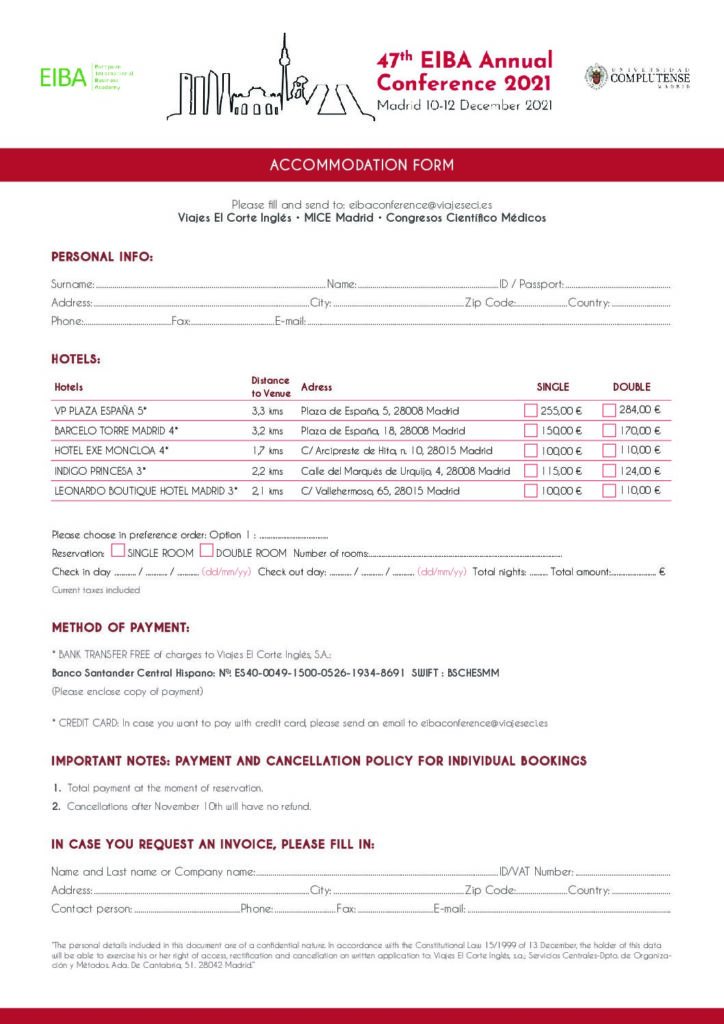 EIBA
European
International
Business
Academy
47th EIBA Annual
Conference 2021
Madrid 10-12 December 2021
UNIVERSIDAD
COMPLUTENSE
MADRID
ACCOMMODATION FORM
Please fill and send to: eibaconference@viajeseci.es
Viajes El Corte Inglés • MICE Madrid • Congresos Científico Médicos
PERSONAL INFO:
Surname: Name: ID / Passport:
Address: City: Zip Code: Country:
Phone: Fax: E-mail:
HOTELS:
Hotels Distance to Venue Adress SINGLE DOUBLE
VP PLAZA ESPAÑA 5* 3,3 kms Plaza de España, 5, 28008 Madrid 255,00 € 284,00 €
BARCELO TORRE MADRID 4* 3,2 kms Plaza de España, 18, 28008 Madrid 150,00 € 170,00 €
HOTEL EXE MONCLOA 4* 1,7 kms C/ Arcipreste de Hita, n. 10, 28015 Madrid 100,00 € 110,00 €
INDIGO PRINCESA 3* 2,2 kms Calle del Marqués de Urquijo, 4, 28008 Madrid 115,00 € 124,00 €
LEONARDO BOUTIQUE HOTEL MADRID 3* 2,1 kms C/ Vallehermoso, 65, 28015 Madrid 100,00 € 110,00 €
Please choose in preference order: Option 1 :
Reservation: SINGLE ROOM DOUBLE ROOM Number of rooms:
Check in day / / (dd/mm/yy) Check out day: / / (dd/mm/yy) Total nights: Total amount: €
Current taxes included
METHOD OF PAYMENT:
* BANK TRANSFER FREE of charges to Viajes El Corte Inglés, S.A.:
Banco Santander Central Hispano: Nº: ES40-0049-1500-0526-1934-8691 SWIFT : BSCHESMM
(Please enclose copy of payment)
* CREDIT CARD: In case you want to pay with credit card, please send an email to eibaconference@viajeseci.es
IMPORTANT NOTES: PAYMENT AND CANCELLATION POLICY FOR INDIVIDUAL BOOKINGS
1. Total payment at the moment of reservation.
2. Cancellations after November 10th will have no refund.
IN CASE YOU REQUEST AN INVOICE, PLEASE FILL IN:
Name and Last name or Company name: ID/VAT Number:
Address: City: Zip Code: Country:
Contact person: Phone: Fax: E-mail:
"The personal details included in this document are of a confidential nature. In accordance with the Constitutional Law 15/1999 of 13 December, the holder of this data
will be able to exercise his or her right of access, rectification and cancellation on written application to: Viajes El Corte Inglés, s.a.; Servicios Centrales-Dpto. de Organiza-
ción y Métodos. Ada. De Cantabria, 51. 28042 Madrid."